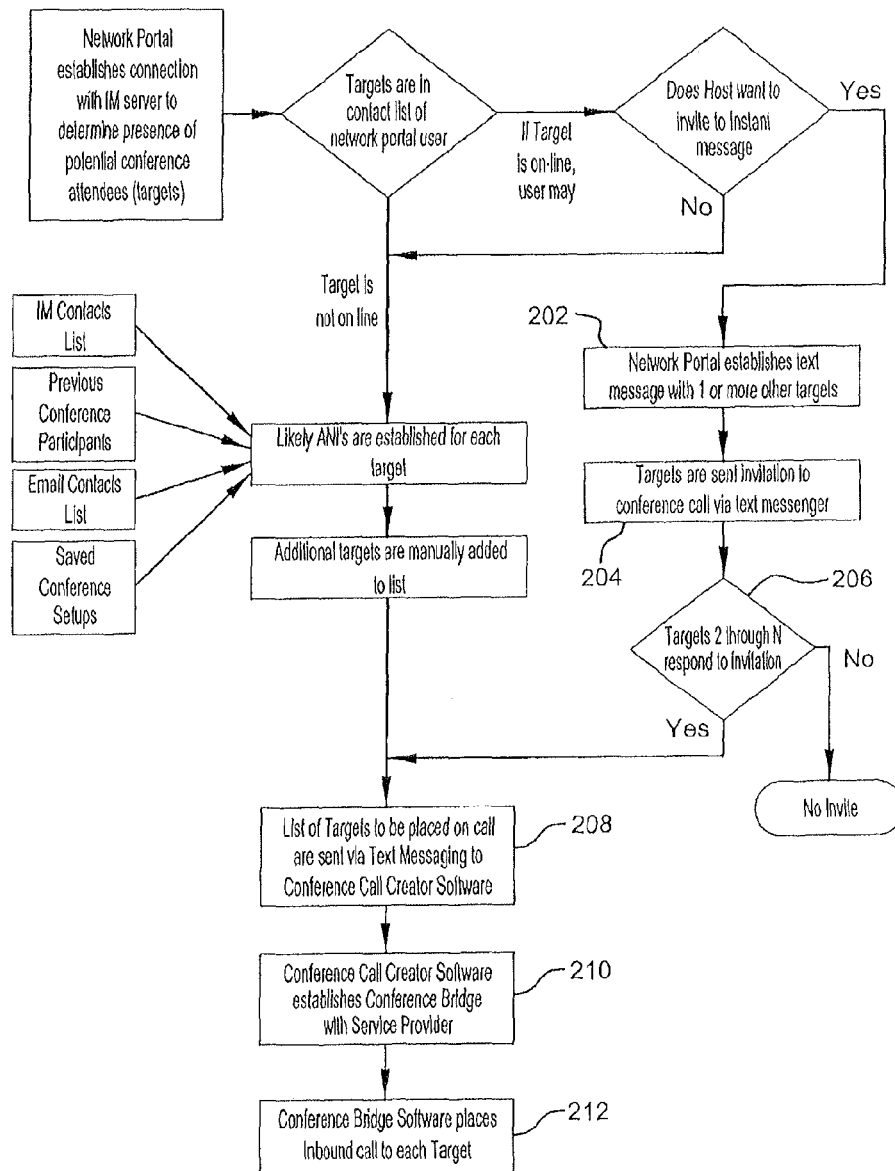 Network Portal
establishes connection
with IM server to
determine presence of
potential conference
attendees (targets)
Targets are in
contact list of
network portal user
If Target
is on-line,
user may
Does Host want to
invite to Instant
message
Yes
No
Target is
not on line
IM Contacts
List
Previous
Conference
Participants
Email Contacts
List
Saved
Conference
Setups
Likely ANI's are established for each
target
Additional targets are manually added
to list
202
Network Portal establishes text
message with 1 or more other targets
Targets are sent invitation to
conference call via text messenger
204
206
Targets 2 through N
respond to invitation
No
Yes
No Invite
List of Targets to be placed on call
are sent via Text Messaging to
Conference Call Creator Software
208
Conference Call Creator Software
establishes Conference Bridge
with Service Provider
210
Conference Bridge Software places
Inbound call to each Target
212